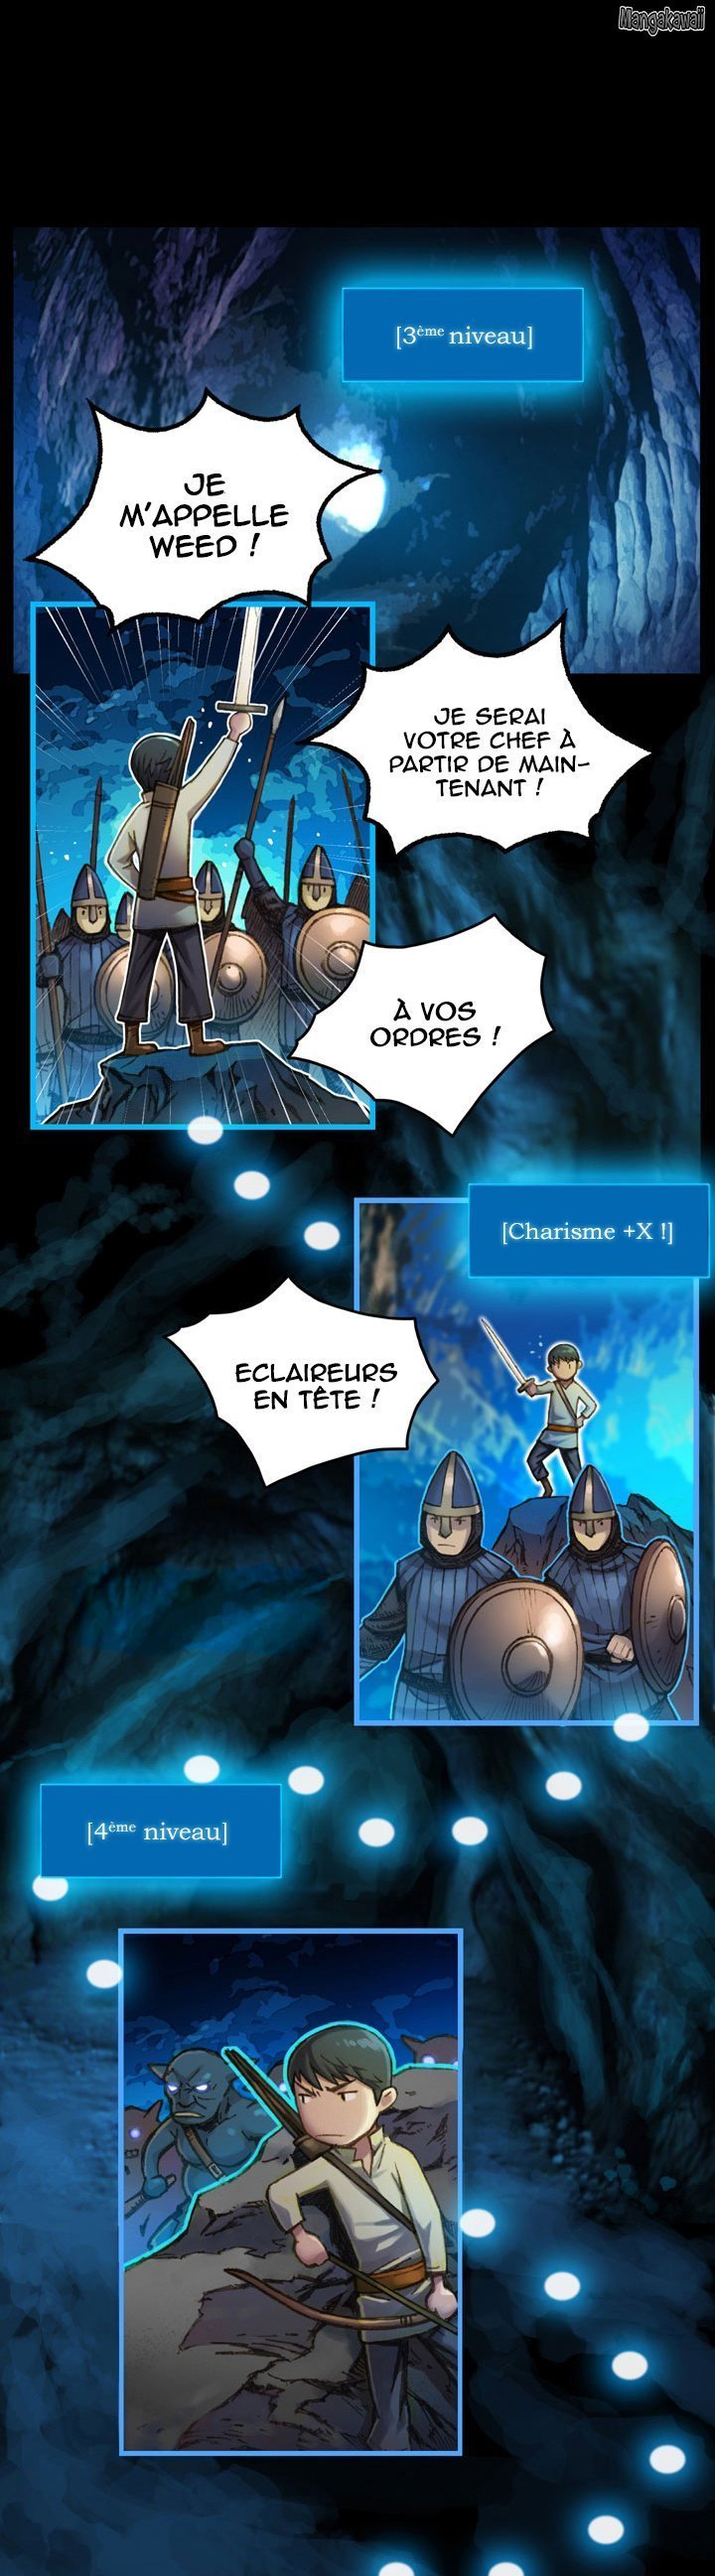 Mangakawaii
[3ème niveau]
JE
M'APPELLE
WEED !
JE SERAI
VOTRE CHEF À
PARTIR DE MAIN-
TENANT !
À VOS
ORDRES !
[Charisme +X !]
ECLAIREURS
EN TÊTE !
[4ème niveau]